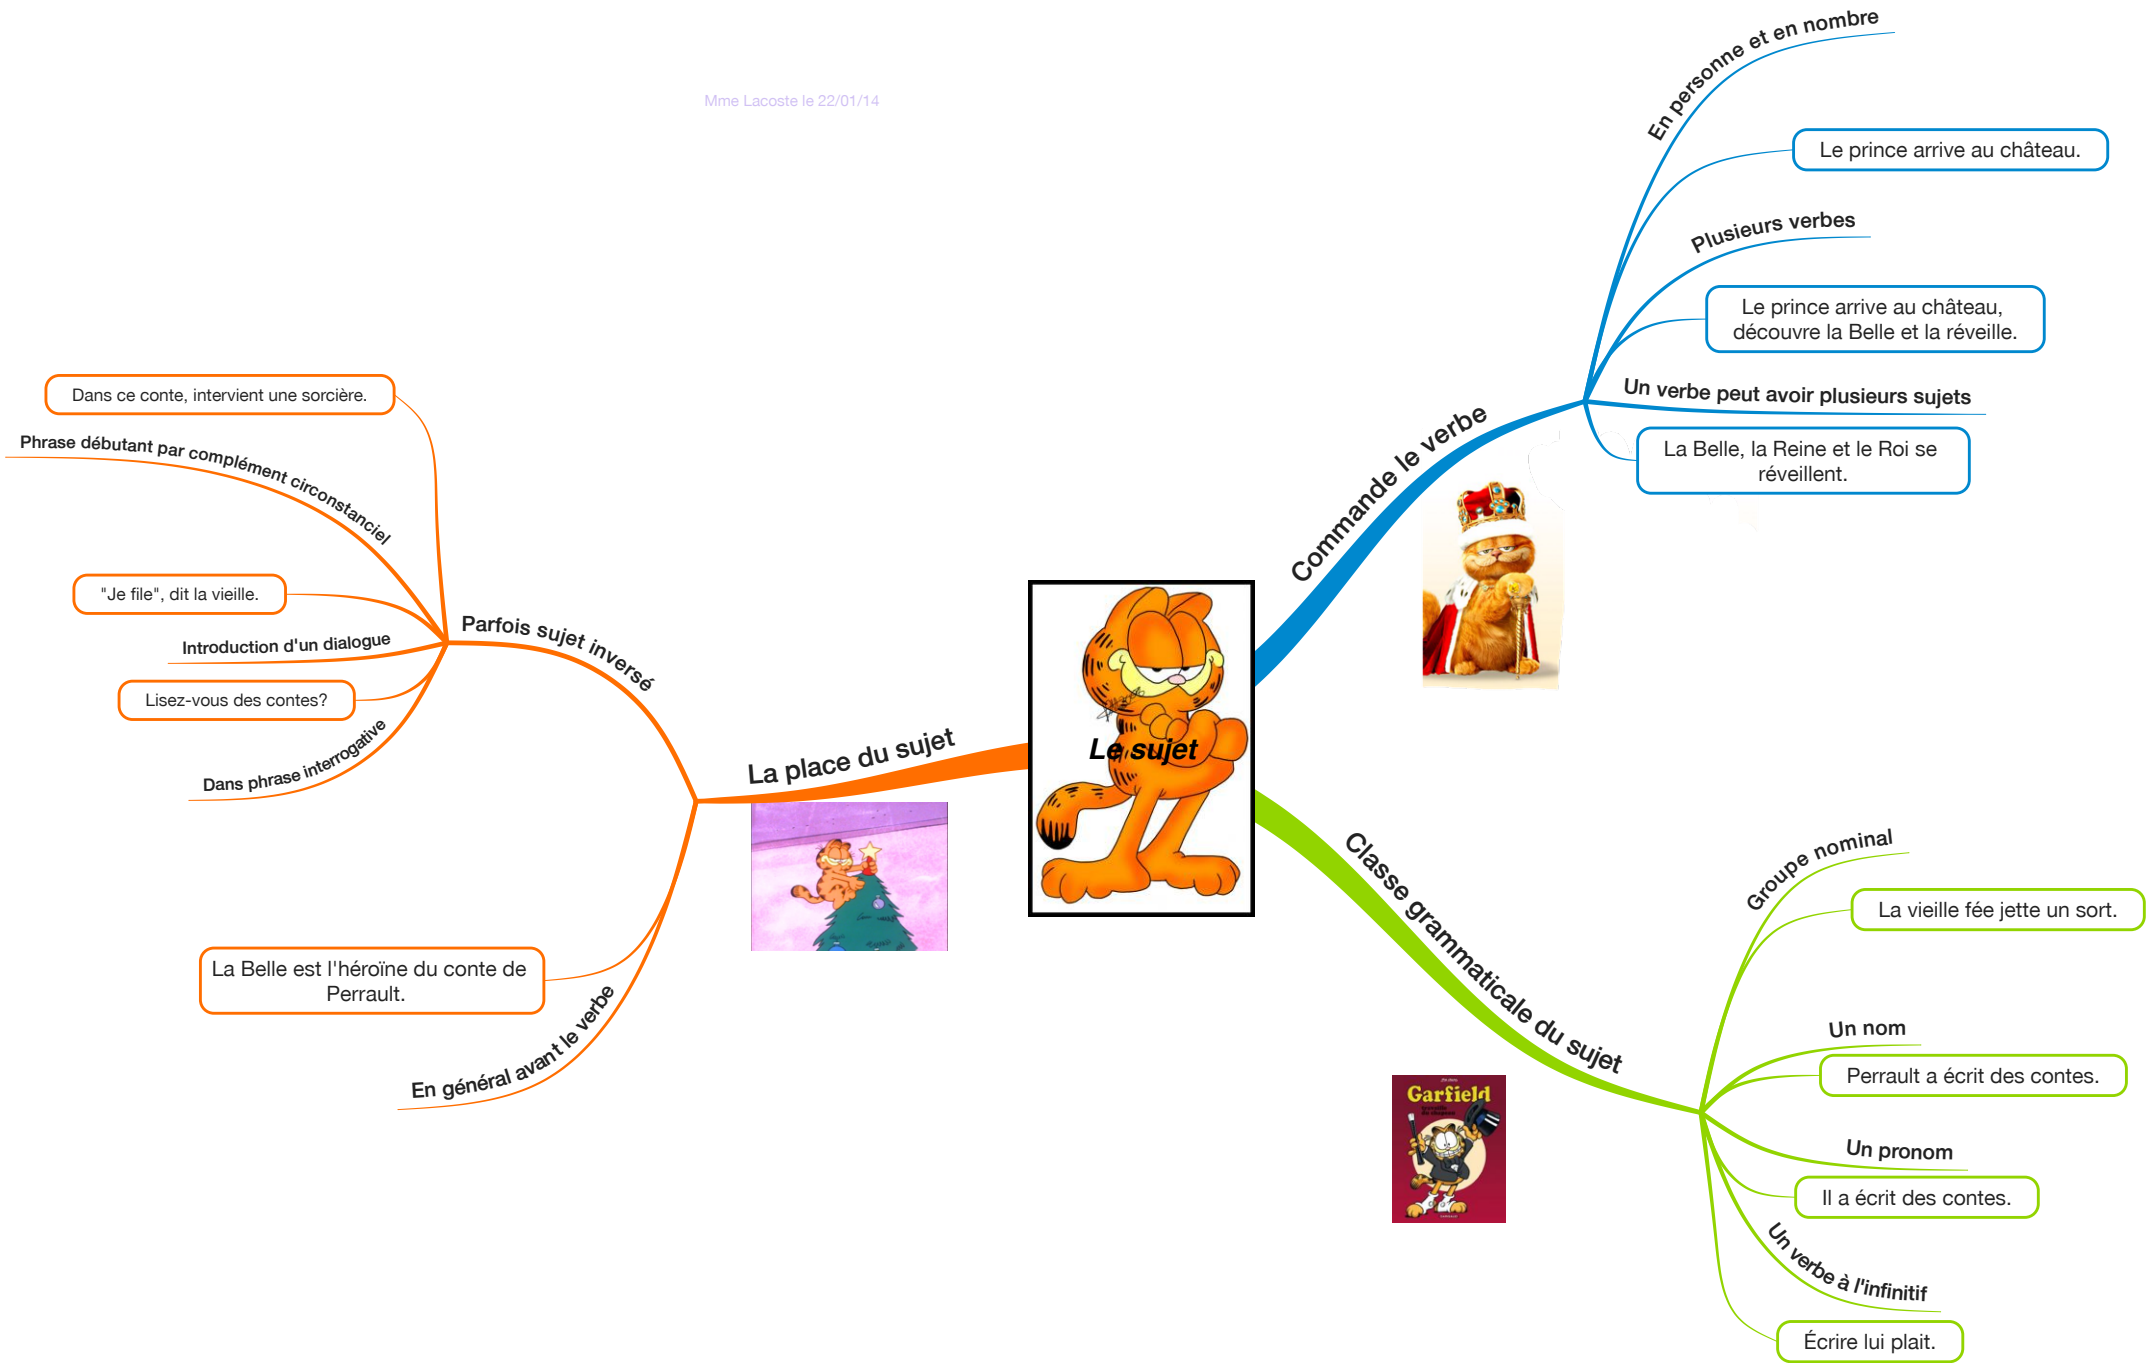 Mme Lacoste le 22/01/14
Le sujet
Commande le verbe
En personne et en nombre
Le prince arrive au château.
Plusieurs verbes
Le prince arrive au château,
découvre la Belle et la réveille.
Un verbe peut avoir plusieurs sujets
La Belle, la Reine et le Roi se
réveillent.
Classe grammaticale du sujet
Groupe nominal
La vieille fée jette un sort.
Un nom
Perrault a écrit des contes.
Un pronom
Il a écrit des contes.
Un verbe à l'infinitif
Écrire lui plait.
Garfield
La place du sujet
Parfois sujet inversé
Dans ce conte, intervient une sorcière.
Phrase débutant par complément circonstanciel
"Je file", dit la vieille.
Introduction d'un dialogue
Lisez-vous des contes?
Dans phrase interrogative
La Belle est l'héroïne du conte de
Perrault.
En général avant le verbe